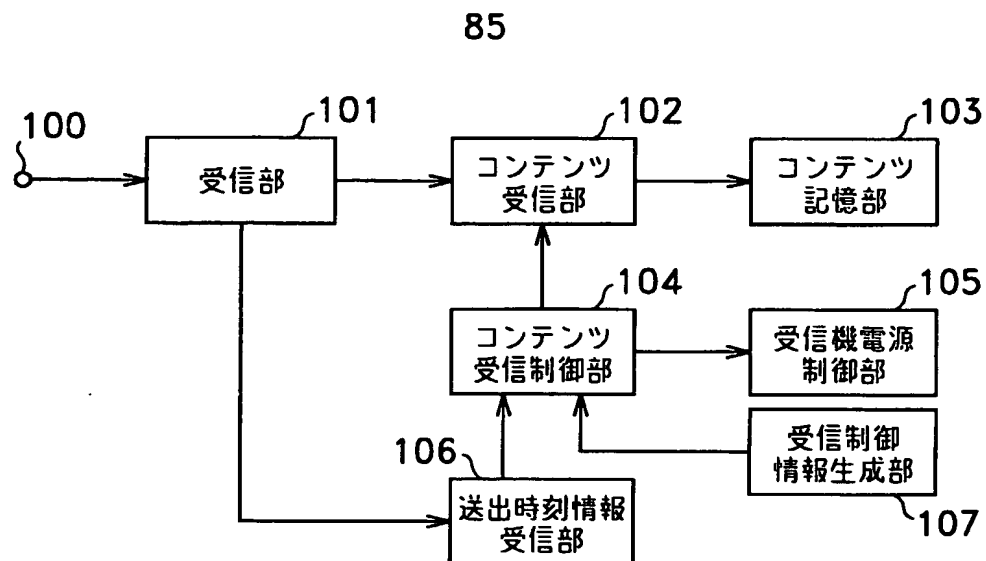 85
100
101
受信部
102
コンテンツ
受信部
103
コンテンツ
記憶部
104
コンテンツ
受信制御部
105
受信機電源
制御部
106
送出時刻情報
受信部
受信制御
情報生成部
107